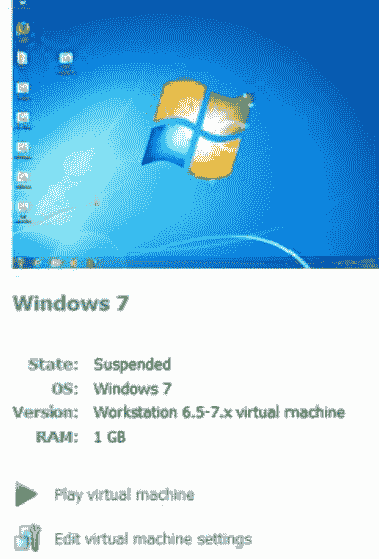 Windows 7
State: Suspended
OS: Windows 7
Version: Workstation 6.5-7.x virtual machine
RAM: 1 GB
Play virtual machine
Edit virtual machine settings